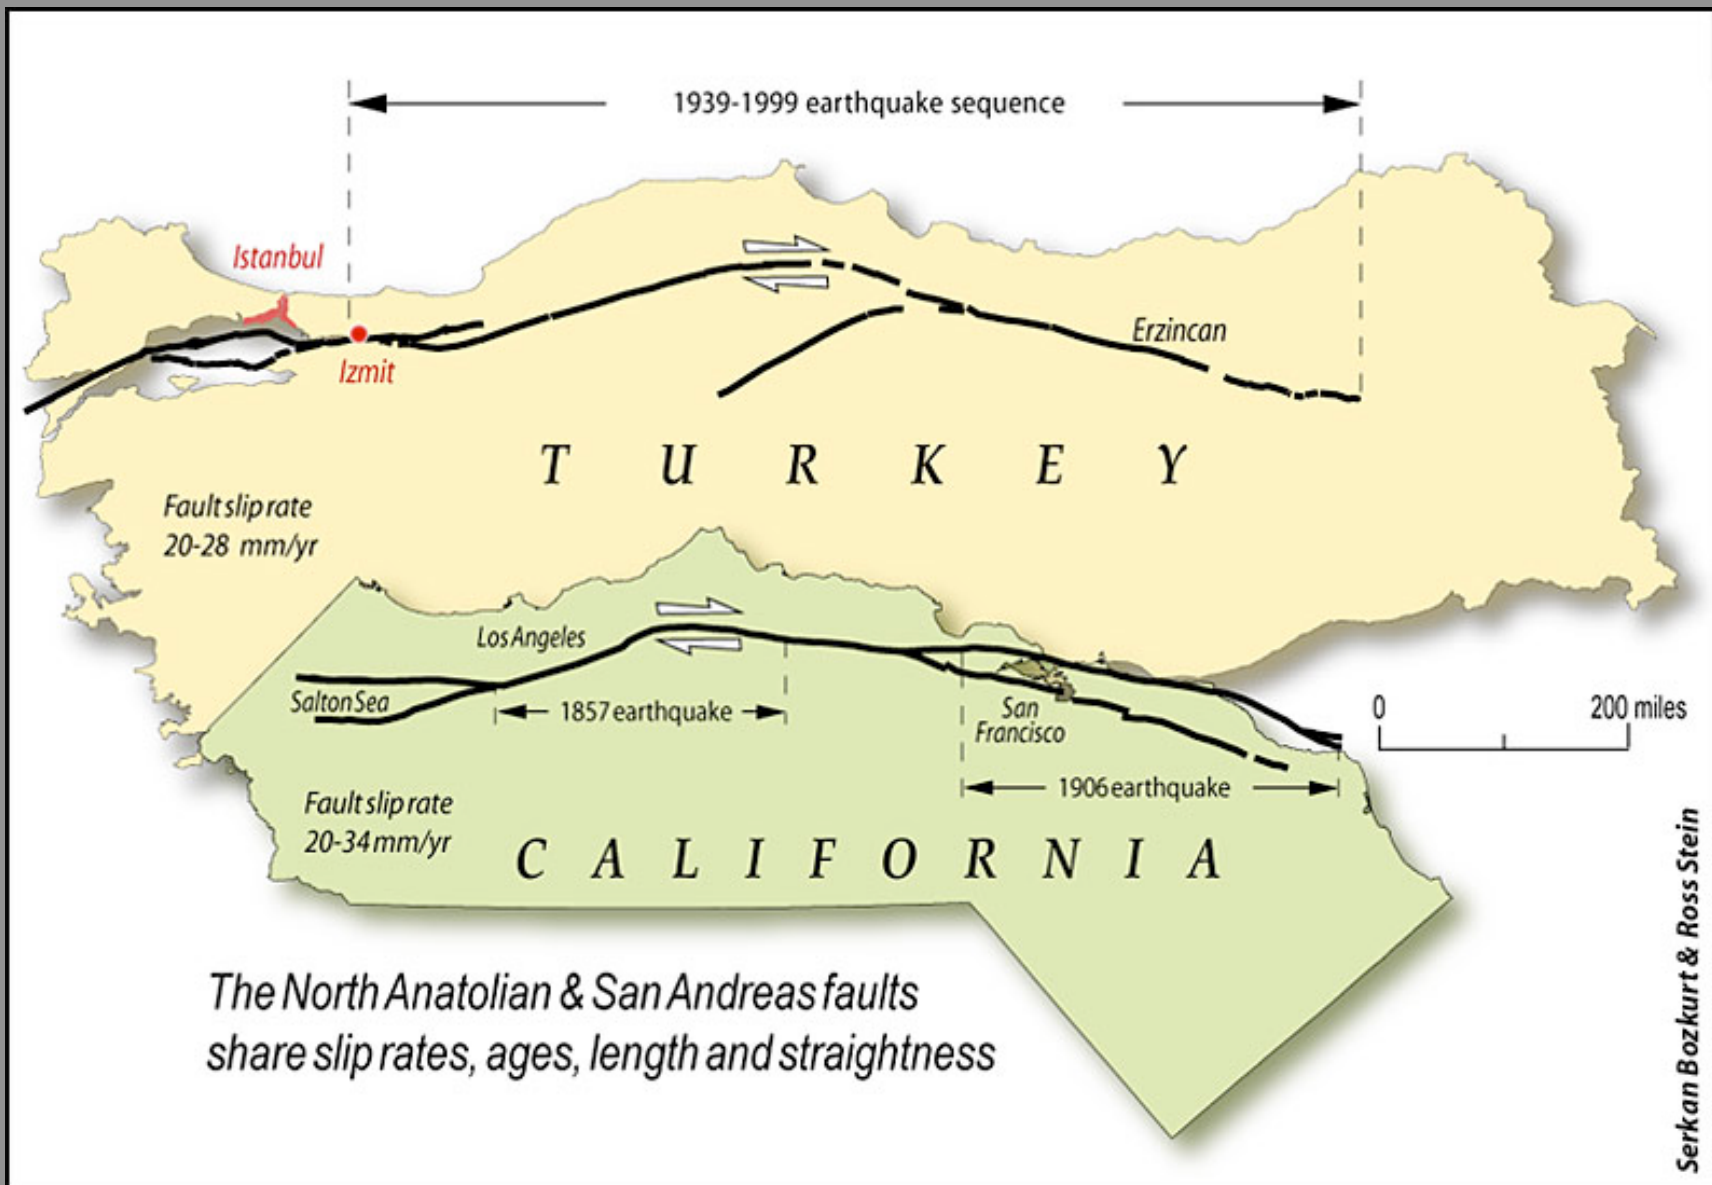 1939-1999 earthquake sequence
Istanbul
Izmit
Erzincan
TURKEY
Fault slip rate
20-28 mm/yr
Los Angeles
Salton Sea
1857 earthquake
San
Francisco
0 200 miles
1906 earthquake
Fault slip rate
20-34 mm/yr
CALIFORNIA
The North Anatolian & San Andreas faults
share slip rates, ages, length and straightness
Serkan Bozkurt & Ross Stein